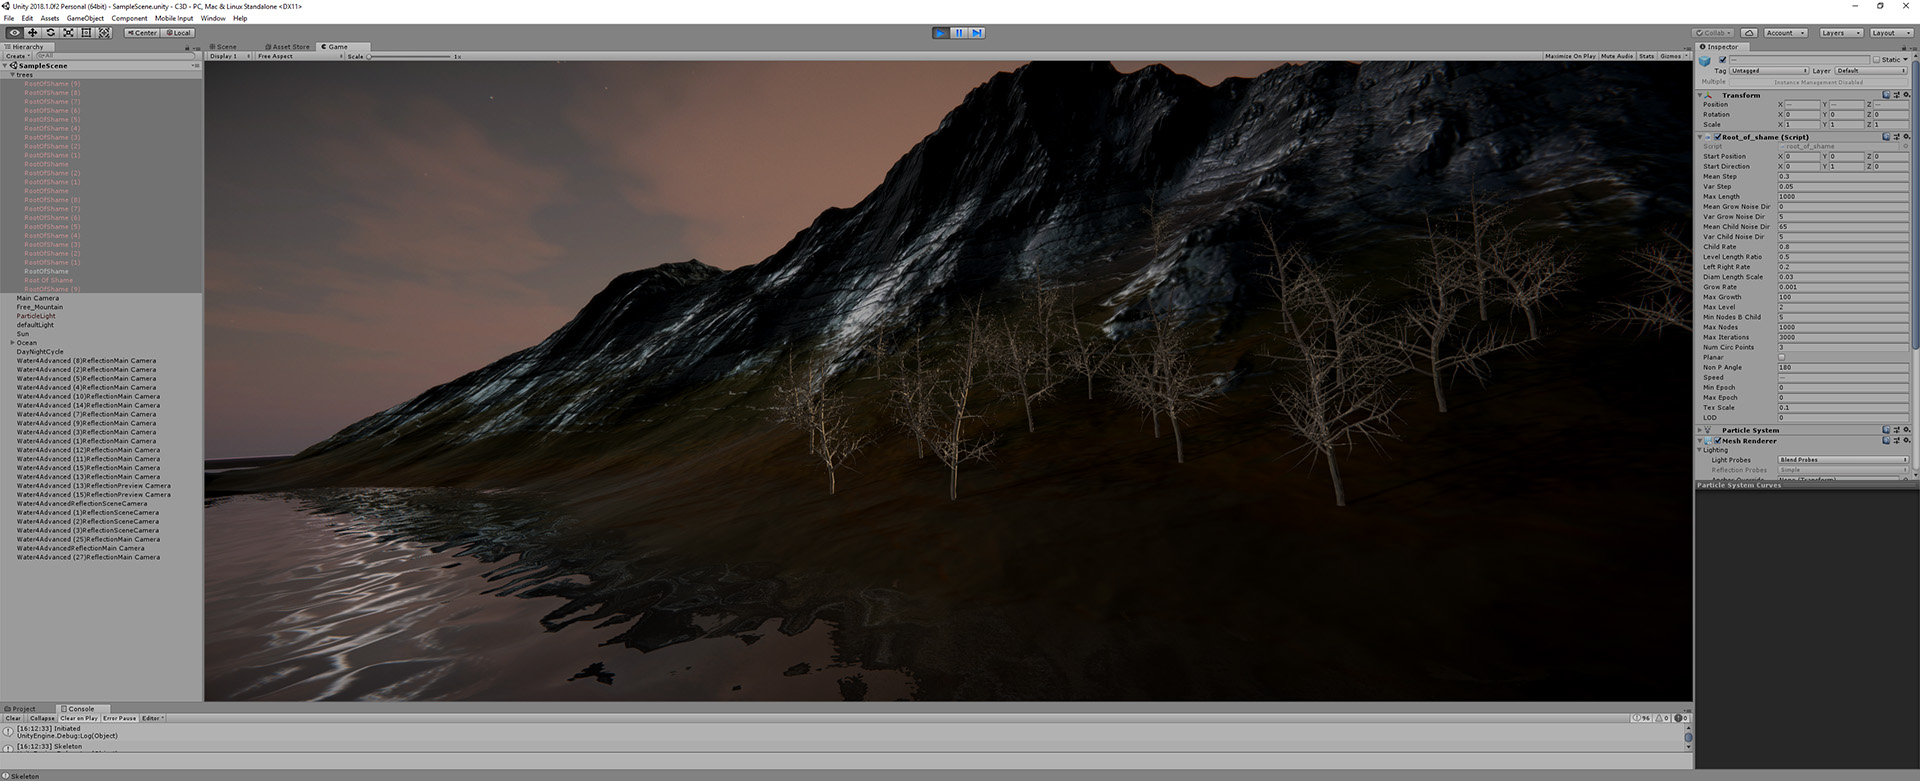 Unity 2018.1.0f2 Personal (64bit) - SampleScene.unity - C3D - PC, Mac & Linux Standalone <DX11>
File Edit Assets GameObject Component Mobile Input Window Help
Center Local
Collab Account Layers Layout
Hierarchy
Create All
SampleScene
trees
RootOfShame (9)
RootOfShame (8)
RootOfShame (7)
RootOfShame (6)
RootOfShame (5)
RootOfShame (4)
RootOfShame (3)
RootOfShame (2)
RootOfShame (1)
RootOfShame
RootOfShame (2)
RootOfShame (1)
RootOfShame
RootOfShame (8)
RootOfShame (7)
RootOfShame (6)
RootOfShame (5)
RootOfShame (4)
RootOfShame (3)
RootOfShame (2)
RootOfShame (1)
RootOfShame
Root Of Shame
RootOfShame (9)
Main Camera
Free_Mountain
ParticleLight
defaultLight
Sun
Ocean
DayNightCycle
Water4Advanced (8)ReflectionMain Camera
Water4Advanced (2)ReflectionMain Camera
Water4Advanced (5)ReflectionMain Camera
Water4Advanced (4)ReflectionMain Camera
Water4Advanced (10)ReflectionMain Camera
Water4Advanced (14)ReflectionMain Camera
Water4Advanced (7)ReflectionMain Camera
Water4Advanced (9)ReflectionMain Camera
Water4Advanced (3)ReflectionMain Camera
Water4Advanced (1)ReflectionMain Camera
Water4Advanced (12)ReflectionMain Camera
Water4Advanced (11)ReflectionMain Camera
Water4Advanced (15)ReflectionMain Camera
Water4Advanced (13)ReflectionMain Camera
Water4Advanced (13)ReflectionPreview Camera
Water4Advanced (15)ReflectionPreview Camera
Water4AdvancedReflectionSceneCamera
Water4Advanced (1)ReflectionSceneCamera
Water4Advanced (2)ReflectionSceneCamera
Water4Advanced (3)ReflectionSceneCamera
Water4Advanced (25)ReflectionMain Camera
Water4AdvancedReflectionMain Camera
Water4Advanced (27)ReflectionMain Camera
Scene Asset Store Game
Display 1 Free Aspect Scale 1x Maximize On Play Mute Audio Stats Gizmos
Inspector
Static
Tag Untagged Layer Default
Multiple Instance Management Disabled
Transform
Position X — Y — Z —
Rotation X 0 Y 0 Z 0
Scale X 1 Y 1 Z 1
Root_of_shame (Script)
Script root_of_shame
Start Position X 0 Y 0 Z 0
Start Direction X 0 Y 1 Z 0
Mean Step 0.3
Var Step 0.05
Max Length 1000
Mean Grow Noise Dir 0
Var Grow Noise Dir 5
Mean Child Noise Dir 65
Var Child Noise Dir 5
Child Rate 0.8
Level Length Ratio 0.5
Left Right Rate 0.2
Diam Length Scale 0.03
Grow Rate 0.001
Max Growth 100
Max Level 2
Min Nodes B Child 5
Max Nodes 1000
Max Iterations 3000
Num Circ Points 3
Planar
Non P Angle 180
Speed —
Min Epoch 0
Max Epoch 0
Tex Scale 0.1
LOD 0
Particle System
Mesh Renderer
Lighting
Light Probes Blend Probes
Reflection Probes Simple
Particle System Curves
Project Console
Clear Collapse Clear on Play Error Pause Editor 96 0 0
[16:12:33] Initiated
UnityEngine.Debug:Log(Object)
[16:12:33] Skeleton
Skeleton